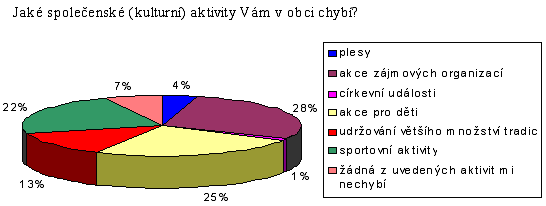 Jaké společenské (kulturní) aktivity Vám v obci chybí?
4%
28%
1%
25%
13%
22%
7%
plesy
akce zájmových organizací
církevní události
akce pro děti
udržování většího množství tradic
sportovní aktivity
žádná z uvedených aktivit mi
nechybí